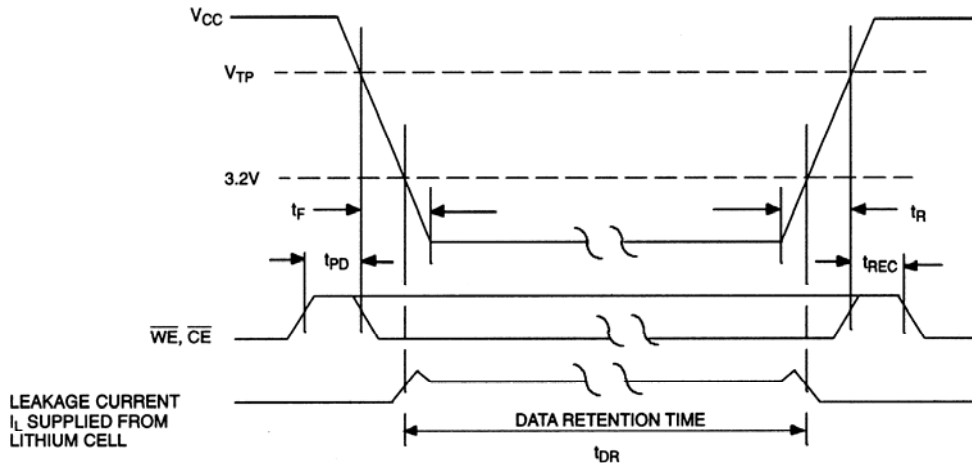 VCC
VTP
3.2V
tF
tR
tPD
tREC
WE, CE
LEAKAGE CURRENT
IL SUPPLIED FROM
LITHIUM CELL
DATA RETENTION TIME
tDR